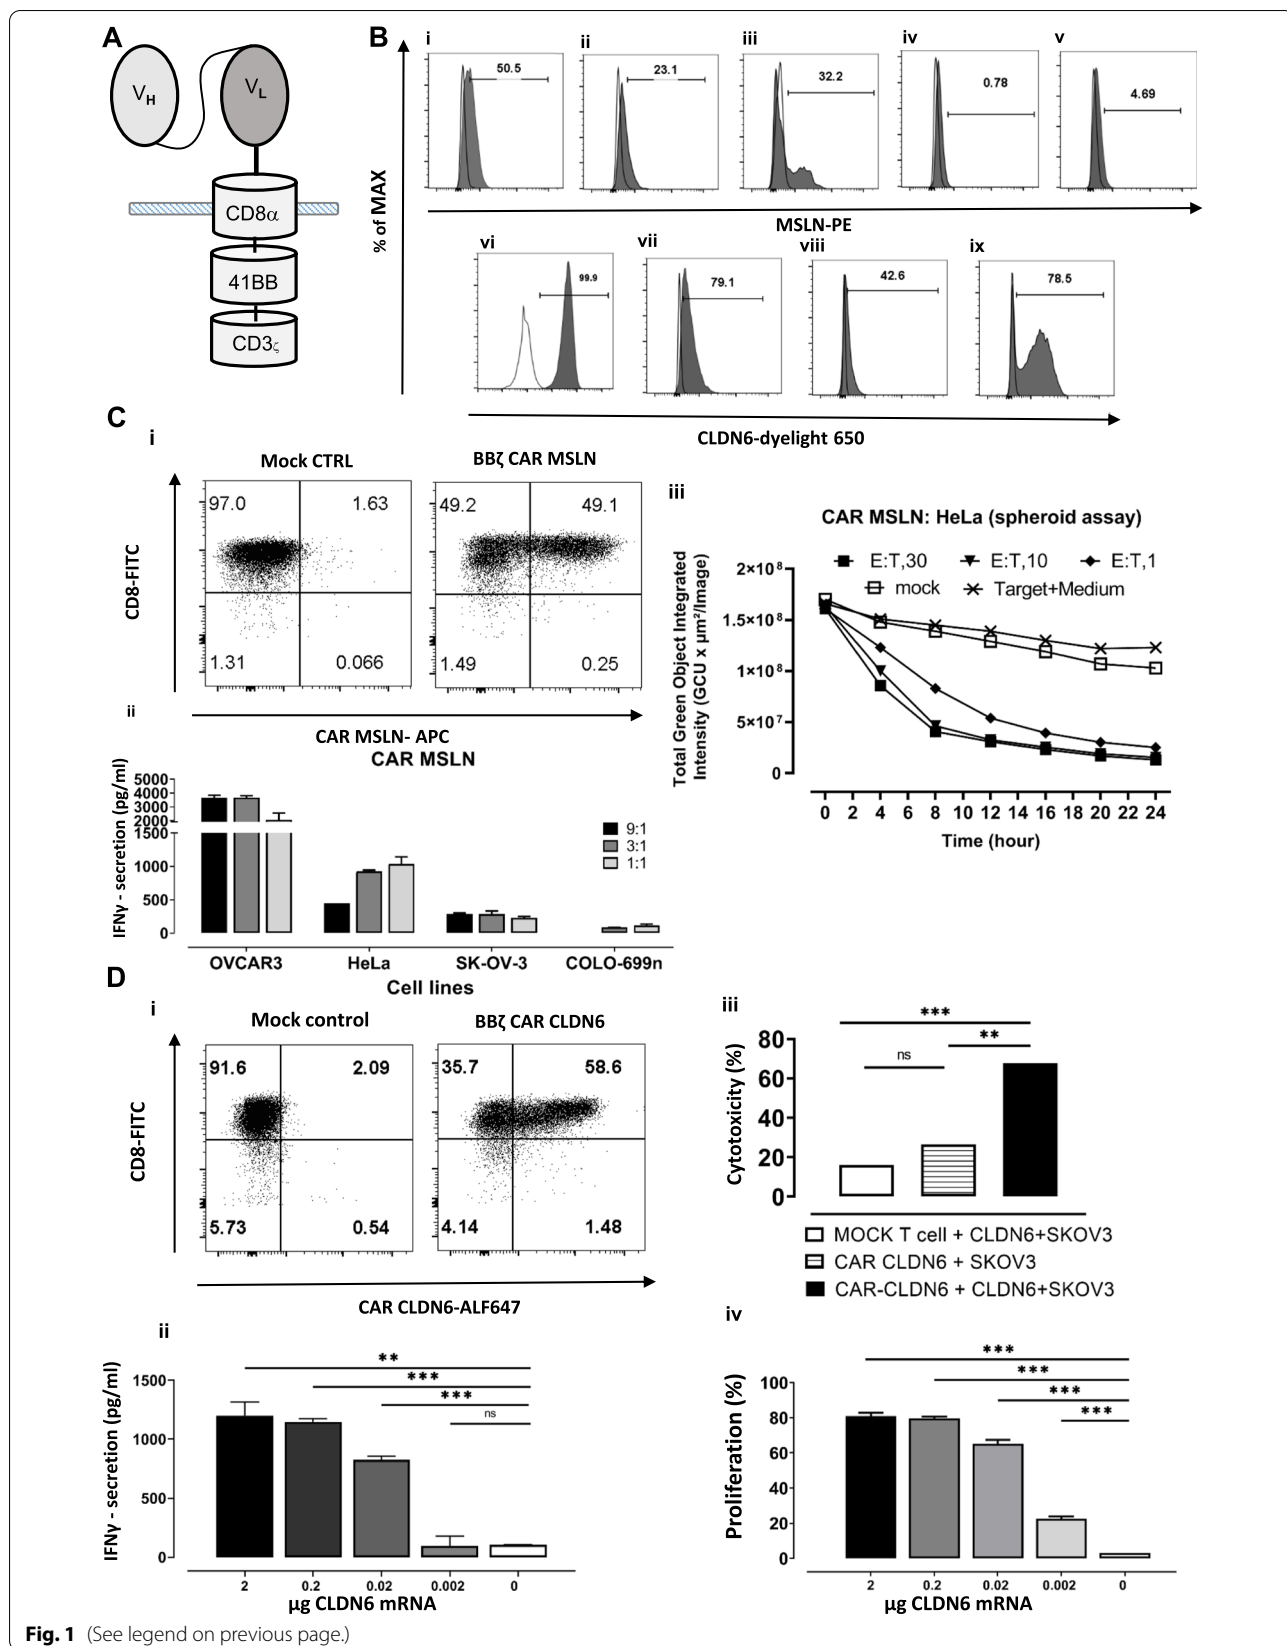 A
VH
VL
CD8α
41BB
CD3ζ
B
% of MAX
i
50.5
ii
23.1
iii
32.2
iv
0.78
v
4.69
MSLN-PE
vi
99.9
vii
79.1
viii
42.6
ix
78.5
CLDN6-dyelight 650
C
i
Mock CTRL
BBζ CAR MSLN
CD8-FITC
97.0
1.63
1.31
0.066
49.2
49.1
1.49
0.25
CAR MSLN- APC
ii
CAR MSLN
IFNγ - secretion (pg/ml)
5000
4000
3000
2000
1500
1000
500
0
9:1
3:1
1:1
OVCAR3
HeLa
SK-OV-3
COLO-699n
Cell lines
iii
CAR MSLN: HeLa (spheroid assay)
E:T,30
E:T,10
E:T,1
mock
Target+Medium
Total Green Object Integrated
Intensity (GCU x µm²/Image)
2×10⁸
1.5×10⁸
1×10⁸
5×10⁷
0
0 2 4 6 8 10 12 14 16 18 20 22 24
Time (hour)
D
i
Mock control
BBζ CAR CLDN6
CD8-FITC
91.6
2.09
5.73
0.54
35.7
58.6
4.14
1.48
CAR CLDN6-ALF647
ii
IFNγ - secretion (pg/ml)
1500
1000
500
0
**
***
***
ns
2 0.2 0.02 0.002 0
µg CLDN6 mRNA
iii
Cytotoxicity (%)
80
60
40
20
0
***
**
ns
MOCK T cell + CLDN6+SKOV3
CAR CLDN6 + SKOV3
CAR-CLDN6 + CLDN6+SKOV3
iv
Proliferation (%)
100
80
60
40
20
0
***
***
***
***
2 0.2 0.02 0.002 0
µg CLDN6 mRNA
Fig. 1 (See legend on previous page.)